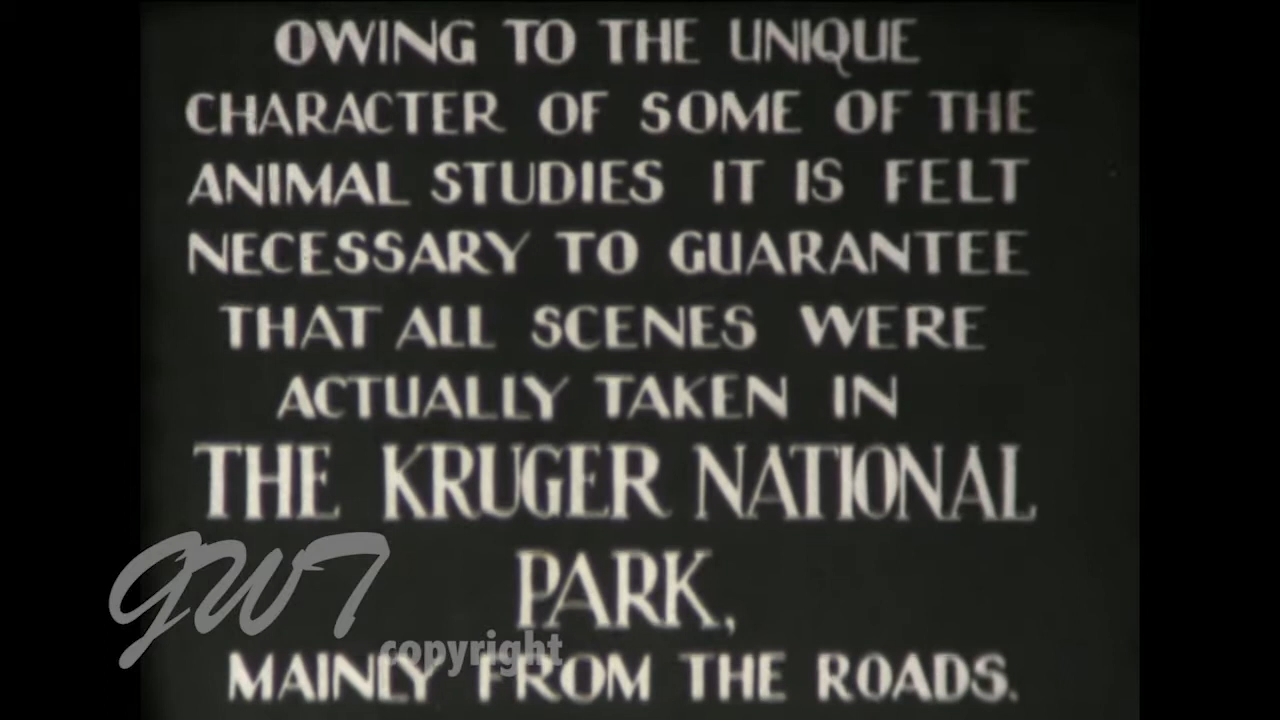 OWING TO THE UNIQUE
CHARACTER OF SOME OF THE
ANIMAL STUDIES IT IS FELT
NECESSARY TO GUARANTEE
THAT ALL SCENES WERE
ACTUALLY TAKEN IN
THE KRUGER NATIONAL
PARK,
MAINLY FROM THE ROADS.
GWT
copyright